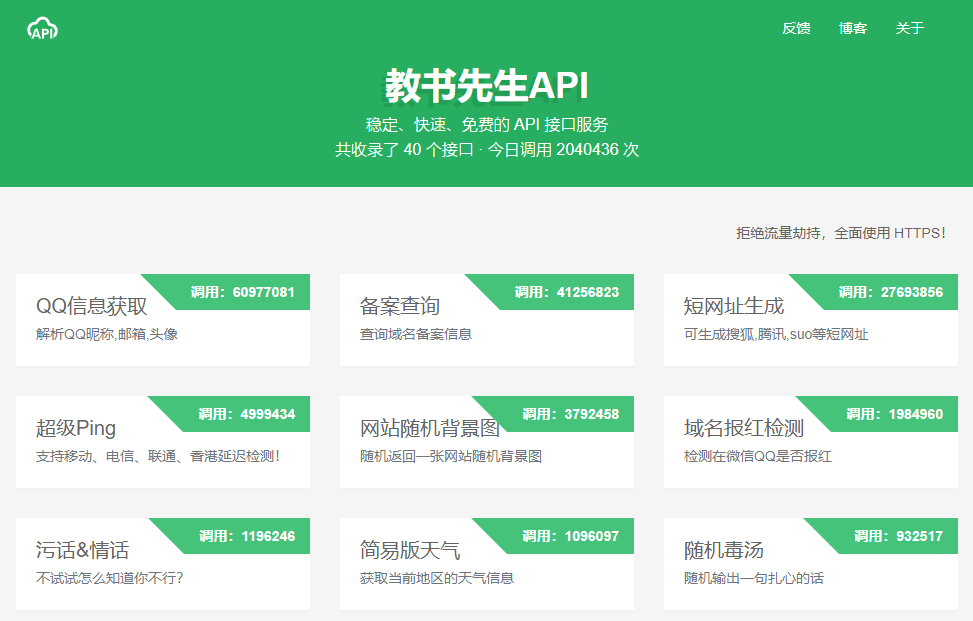 API
反馈 博客 关于
教书先生API
稳定、快速、免费的 API 接口服务
共收录了 40 个接口 · 今日调用 2040436 次
拒绝流量劫持，全面使用 HTTPS！
调用：60977081
QQ信息获取
解析QQ昵称,邮箱,头像
调用：41256823
备案查询
查询域名备案信息
调用：27693856
短网址生成
可生成搜狐,腾讯,suo等短网址
调用：4999434
超级Ping
支持移动、电信、联通、香港延迟检测！
调用：3792458
网站随机背景图
随机返回一张网站随机背景图
调用：1984960
域名报红检测
检测在微信QQ是否报红
调用：1196246
污话&情话
不试试怎么知道你不行？
调用：1096097
简易版天气
获取当前地区的天气信息
调用：932517
随机毒汤
随机输出一句扎心的话